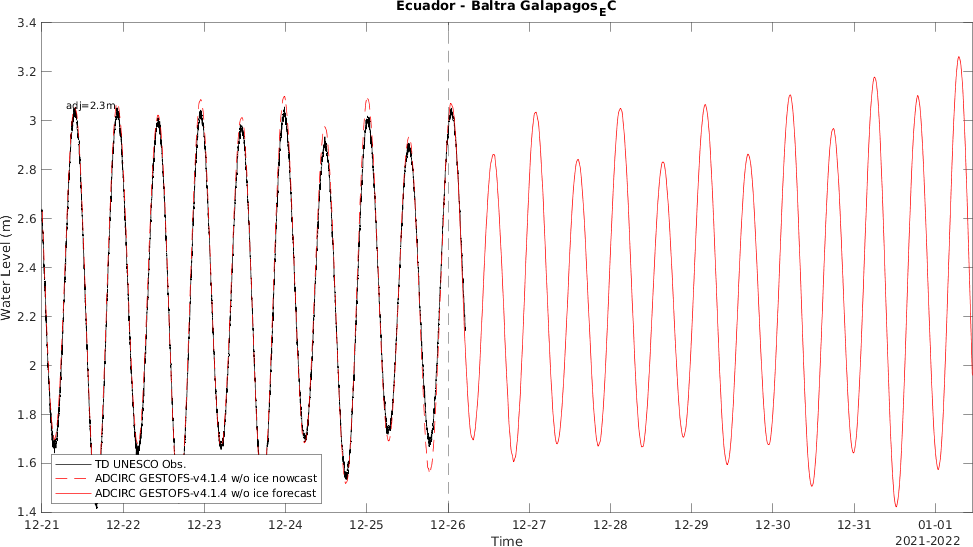 Ecuador - Baltra Galapagos_EC
3.4
3.2
3
2.8
2.6
2.4
2.2
2
1.8
1.6
1.4
Water Level (m)
adj=2.3m
TD UNESCO Obs.
ADCIRC GESTOFS-v4.1.4 w/o ice nowcast
ADCIRC GESTOFS-v4.1.4 w/o ice forecast
12-21 12-22 12-23 12-24 12-25 12-26 12-27 12-28 12-29 12-30 12-31 01-01
Time
2021-2022